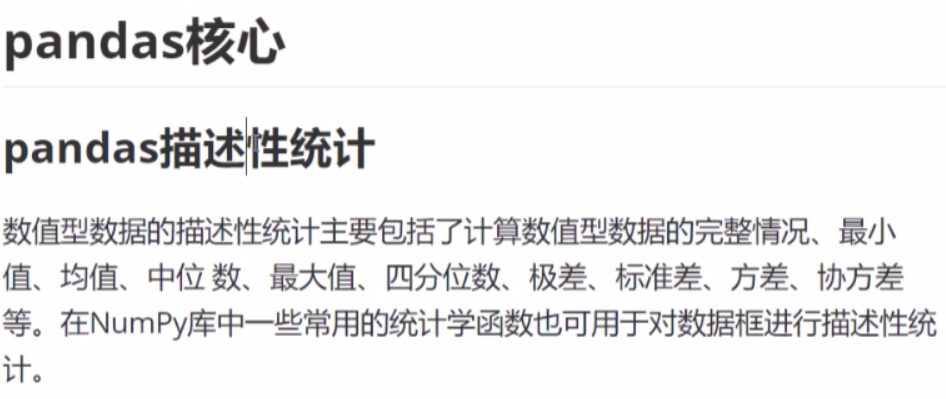 pandas核心
pandas描述性统计
数值型数据的描述性统计主要包括了计算数值型数据的完整情况、最小
值、均值、中位 数、最大值、四分位数、极差、标准差、方差、协方差
等。在NumPy库中一些常用的统计学函数也可用于对数据框进行描述性统
计。